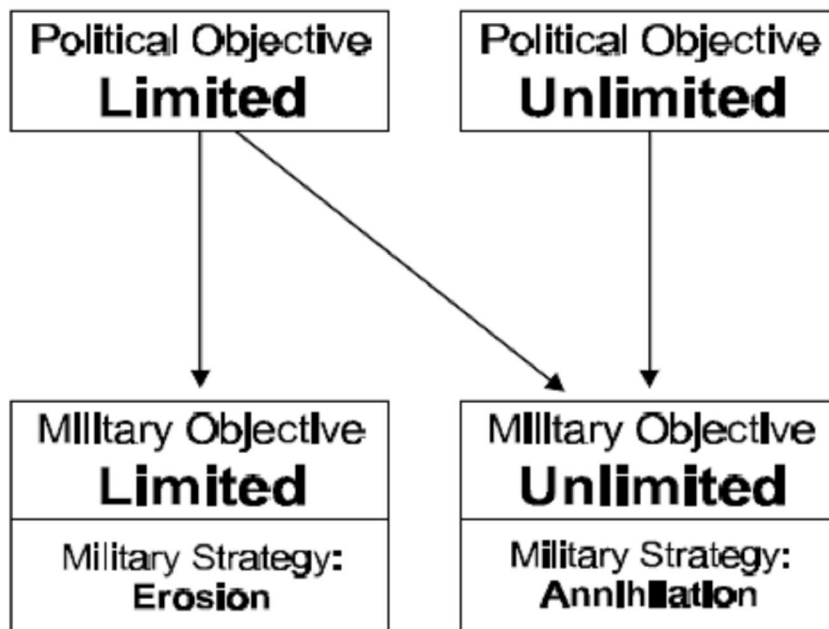 Political Objective
Limited
Political Objective
Unlimited
Military Objective
Limited
Military Strategy:
Erosion
Military Objective
Unlimited
Military Strategy:
Annihilation